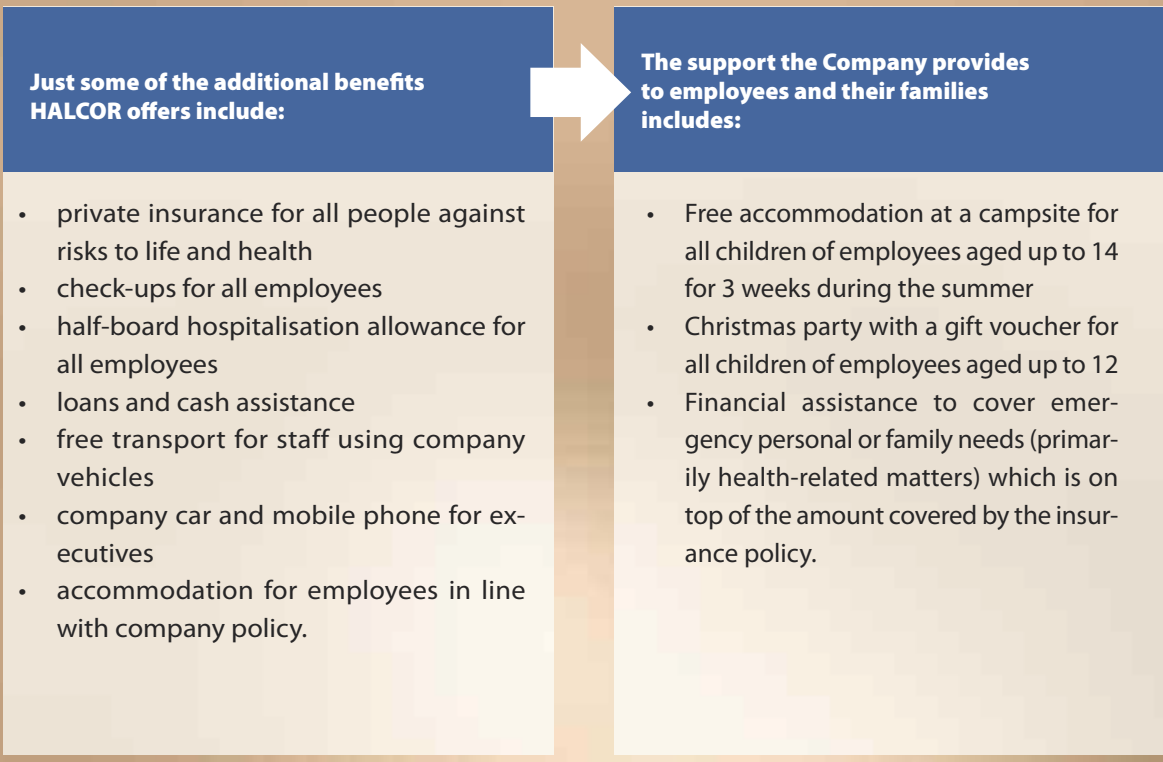 Just some of the additional benefits
HALCOR offers include:
• private insurance for all people against
risks to life and health
• check-ups for all employees
• half-board hospitalisation allowance for
all employees
• loans and cash assistance
• free transport for staff using company
vehicles
• company car and mobile phone for ex-
ecutives
• accommodation for employees in line
with company policy.
The support the Company provides
to employees and their families
includes:
• Free accommodation at a campsite for
all children of employees aged up to 14
for 3 weeks during the summer
• Christmas party with a gift voucher for
all children of employees aged up to 12
• Financial assistance to cover emer-
gency personal or family needs (primar-
ily health-related matters) which is on
top of the amount covered by the insur-
ance policy.